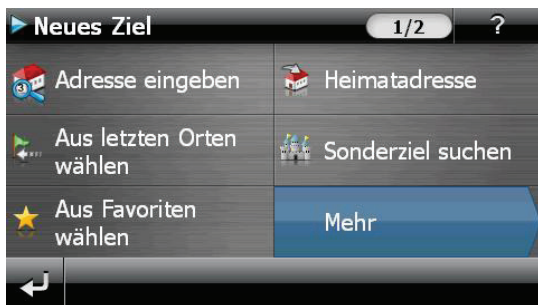 Neues Ziel 1/2 ?
Adresse eingeben
Heimatadresse
Aus letzten Orten
wählen
Sonderziel suchen
Aus Favoriten
wählen
Mehr